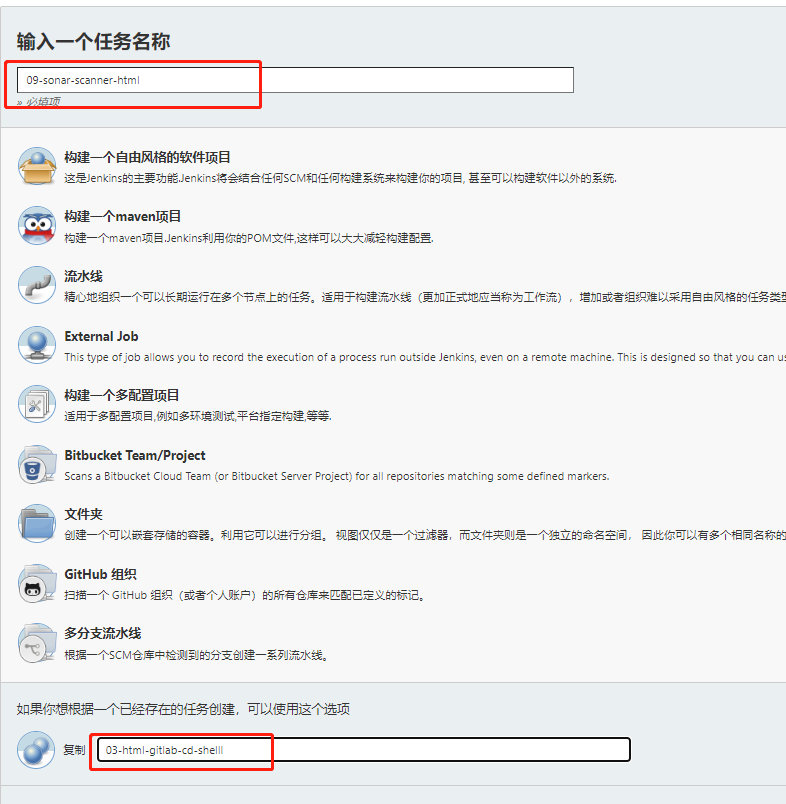 输入一个任务名称
09-sonar-scanner-html
» 必填项
构建一个自由风格的软件项目
这是Jenkins的主要功能.Jenkins将会结合任何SCM和任何构建系统来构建你的项目, 甚至可以构建软件以外的系统.
构建一个maven项目
构建一个maven项目.Jenkins利用你的POM文件,这样可以大大减轻构建配置.
流水线
精心地组织一个可以长期运行在多个节点上的任务。适用于构建流水线（更加正式地应当称为工作流），增加或者组织难以采用自由风格的任务类型
External Job
This type of job allows you to record the execution of a process run outside Jenkins, even on a remote machine. This is designed so that you can us
构建一个多配置项目
适用于多配置项目,例如多环境测试,平台指定构建,等等.
Bitbucket Team/Project
Scans a Bitbucket Cloud Team (or Bitbucket Server Project) for all repositories matching some defined markers.
文件夹
创建一个可以嵌套存储的容器。利用它可以进行分组。 视图仅仅是一个过滤器，而文件夹则是一个独立的命名空间， 因此你可以有多个相同名称的
GitHub 组织
扫描一个 GitHub 组织（或者个人账户）的所有仓库来匹配已定义的标记。
多分支流水线
根据一个SCM仓库中检测到的分支创建一系列流水线。
如果你想根据一个已经存在的任务创建，可以使用这个选项
复制 03-html-gitlab-cd-shelll